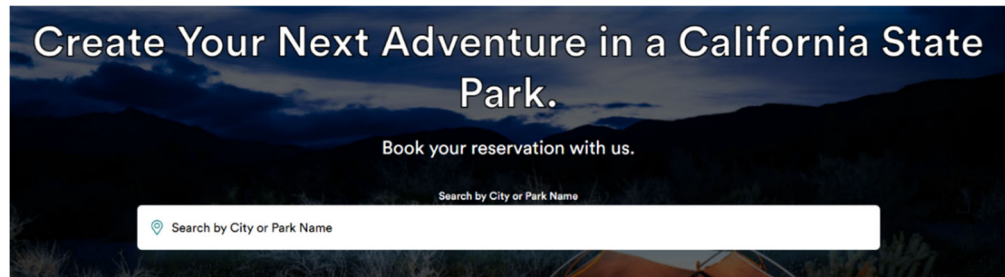 Create Your Next Adventure in a California State
Park.
Book your reservation with us.
Search by City or Park Name
Search by City or Park Name